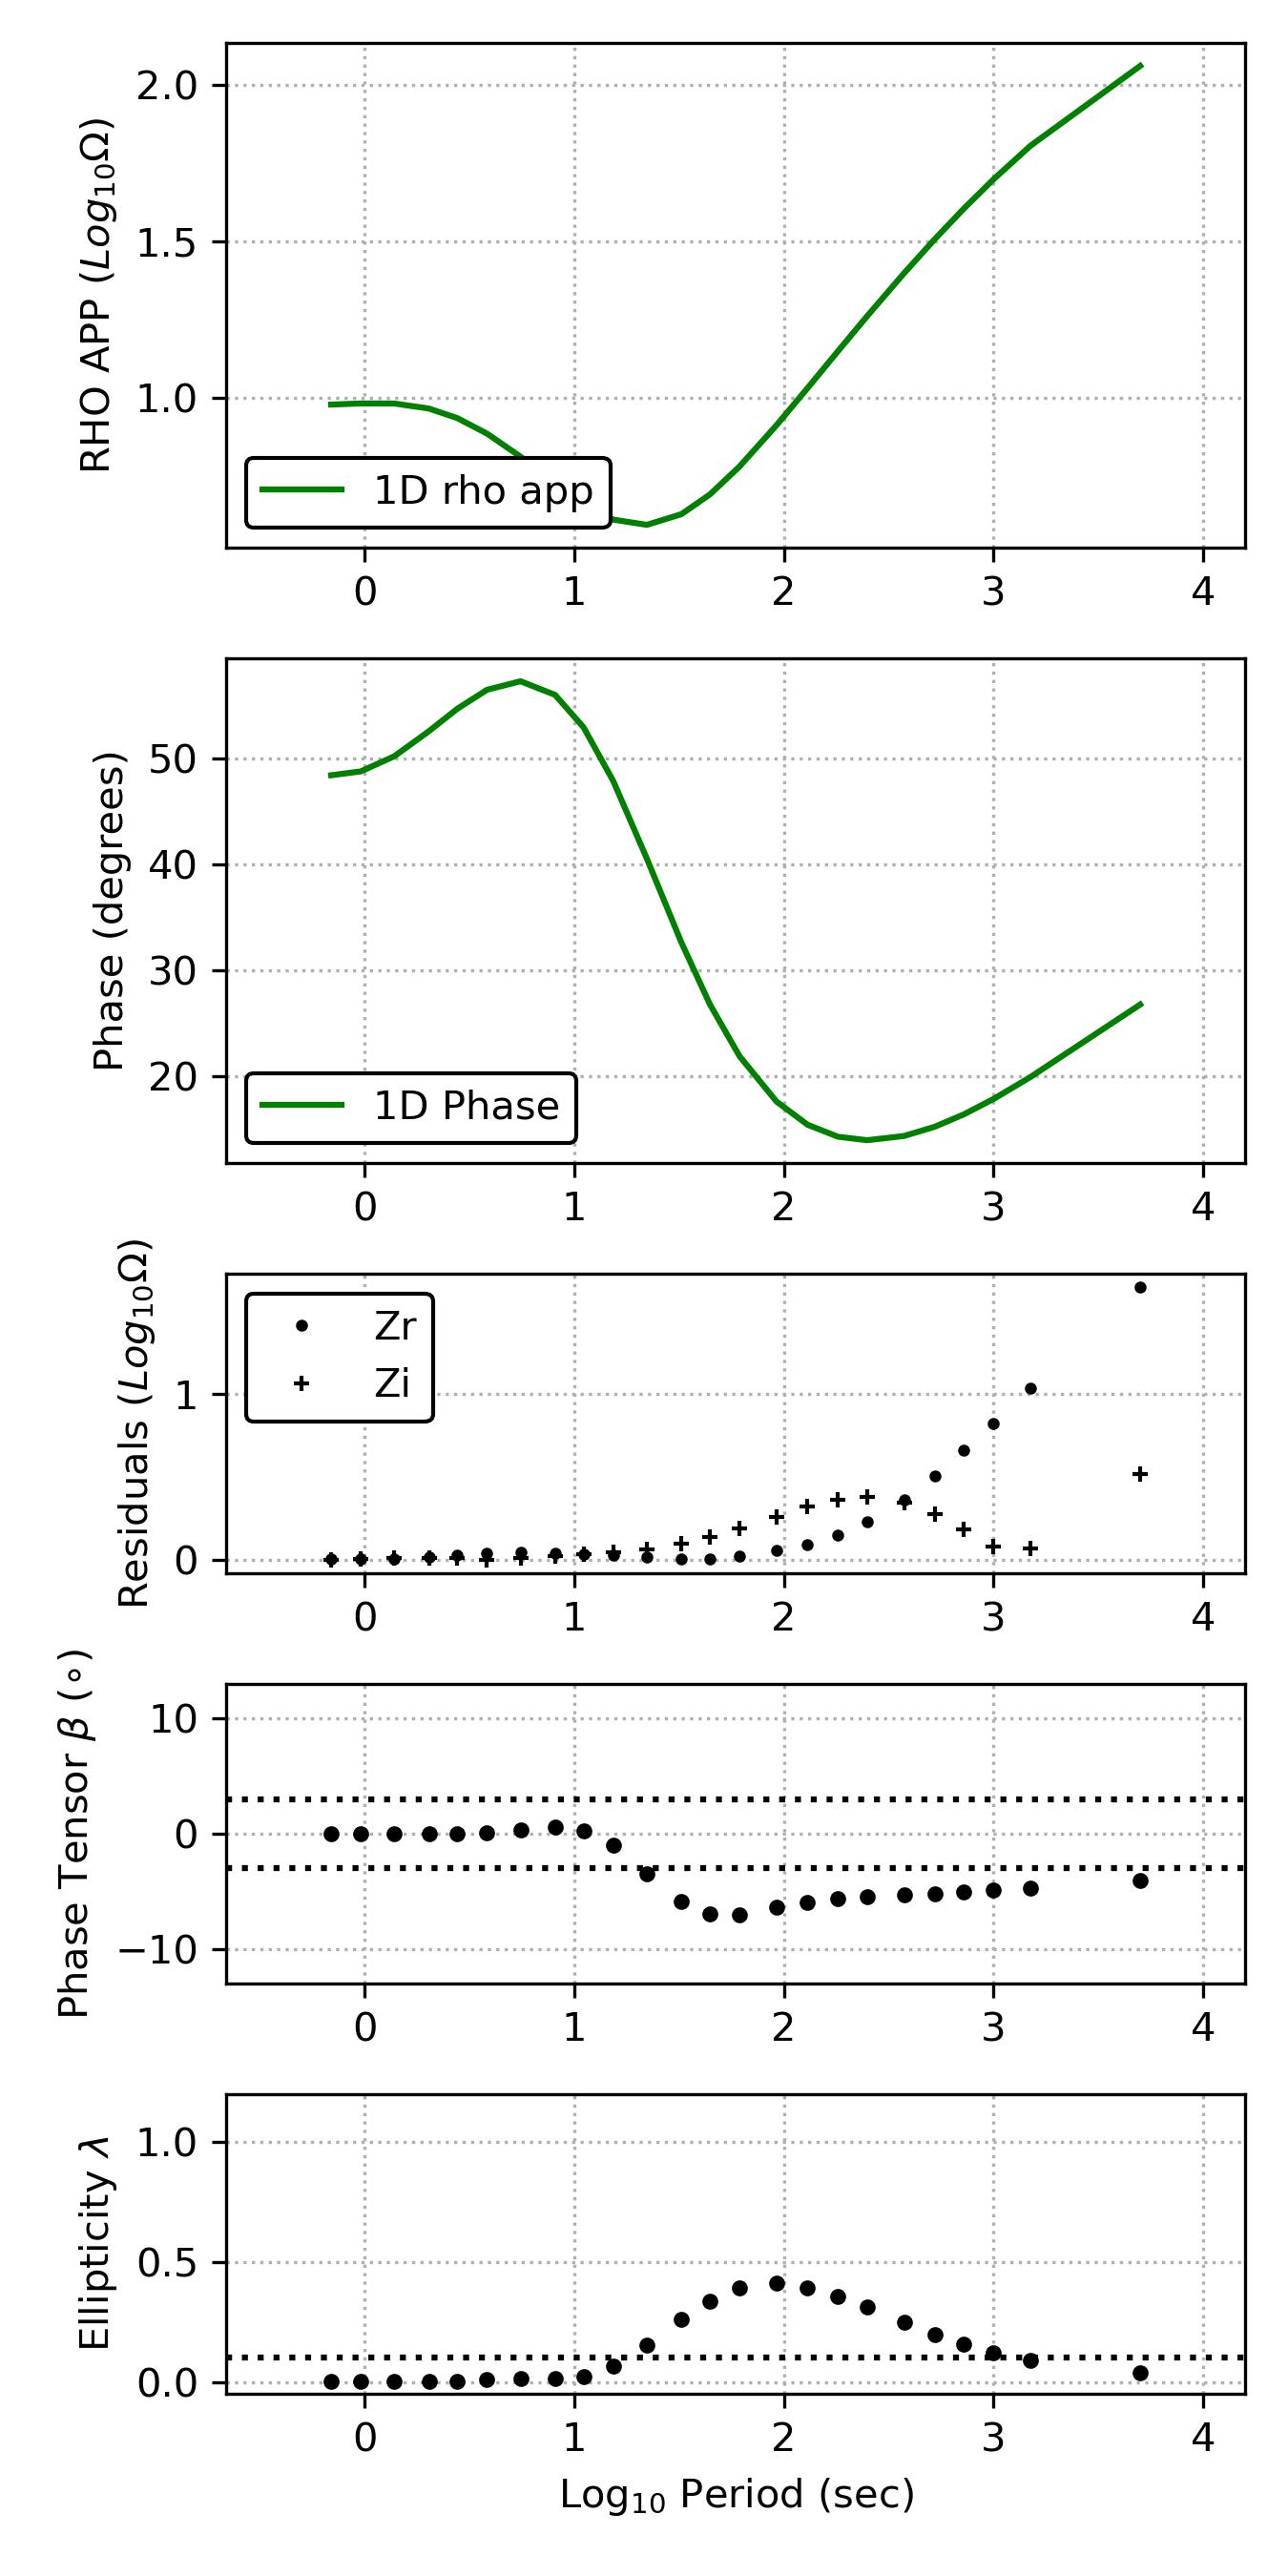 RHO APP (Log₁₀Ω)
2.0
1.5
1.0
1D rho app
0 1 2 3 4
Phase (degrees)
50
40
30
20
1D Phase
0 1 2 3 4
Residuals (Log₁₀Ω)
1
0
Zr
Zi
0 1 2 3 4
Phase Tensor β (∘)
10
0
−10
0 1 2 3 4
Ellipticity λ
1.0
0.5
0.0
0 1 2 3 4
Log₁₀ Period (sec)